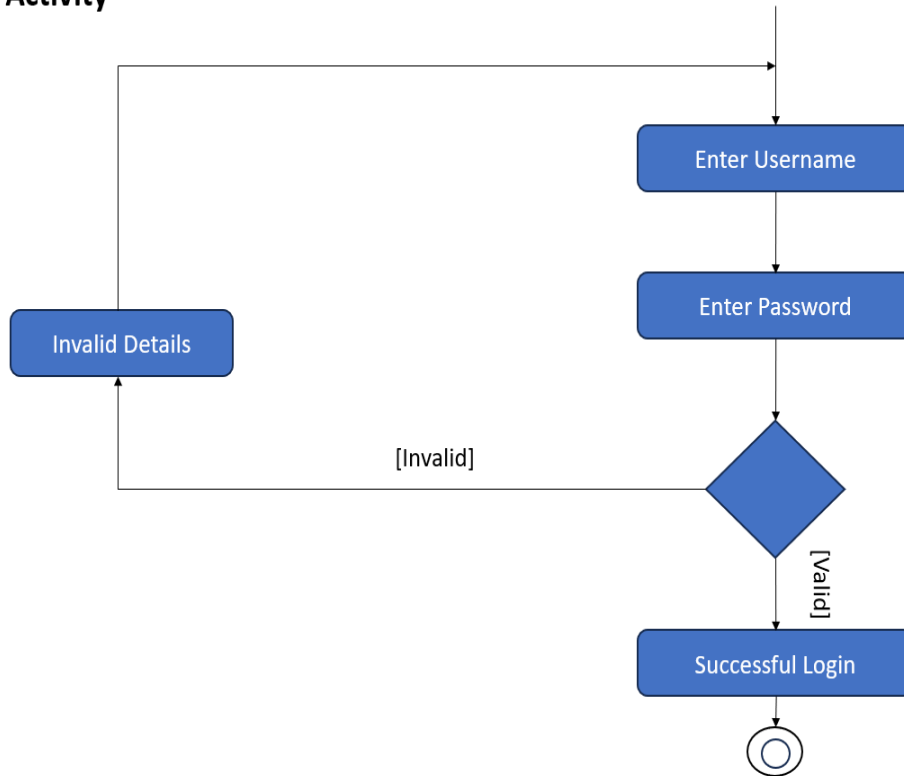 Activity
Enter Username
Enter Password
Invalid Details
[Invalid]
[Valid]
Successful Login